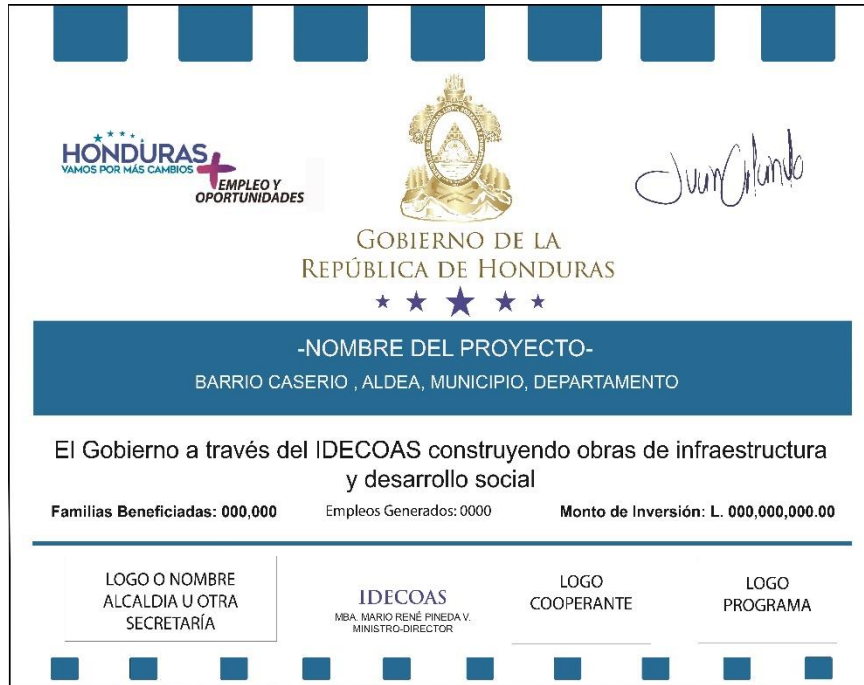 HONDURAS
VAMOS POR MÁS CAMBIOS
EMPLEO Y
OPORTUNIDADES
Juan Orlando
GOBIERNO DE LA
REPÚBLICA DE HONDURAS
-NOMBRE DEL PROYECTO-
BARRIO CASERIO , ALDEA, MUNICIPIO, DEPARTAMENTO
El Gobierno a través del IDECOAS construyendo obras de infraestructura
y desarrollo social
Familias Beneficiadas: 000,000 Empleos Generados: 0000 Monto de Inversión: L. 000,000,000.00
LOGO O NOMBRE
ALCALDIA U OTRA
SECRETARÍA
IDECOAS
MBA. MARIO RENÉ PINEDA V.
MINISTRO-DIRECTOR
LOGO
COOPERANTE
LOGO
PROGRAMA